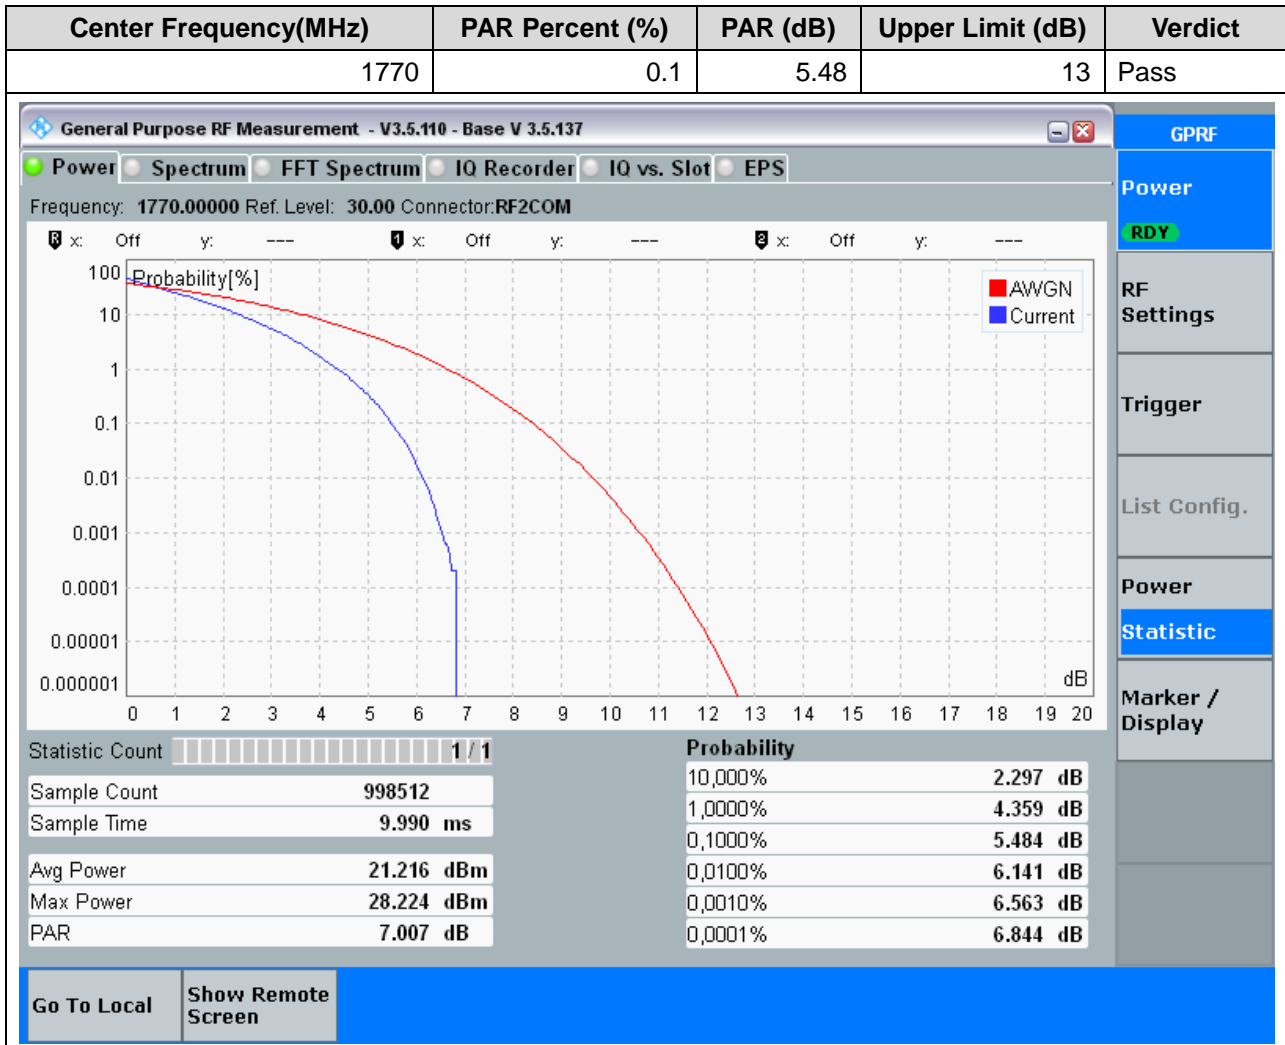 Center Frequency(MHz) PAR Percent (%) PAR (dB) Upper Limit (dB) Verdict
1770 0.1 5.48 13 Pass
General Purpose RF Measurement - V3.5.110 - Base V 3.5.137
GPRF
Power Spectrum FFT Spectrum IQ Recorder IQ vs. Slot EPS
Power
RDY
Frequency: 1770.00000 Ref. Level: 30.00 Connector:RF2COM
R x: Off y: --- 1 x: Off y: --- 2 x: Off y: ---
Probability[%]
AWGN
Current
100
10
1
0.1
0.01
0.001
0.0001
0.00001
0.000001
dB
0 1 2 3 4 5 6 7 8 9 10 11 12 13 14 15 16 17 18 19 20
RF
Settings
Trigger
List Config.
Power
Statistic
Marker /
Display
Statistic Count 1 / 1
Sample Count 998512
Sample Time 9.990 ms
Avg Power 21.216 dBm
Max Power 28.224 dBm
PAR 7.007 dB
Probability
10,000% 2.297 dB
1,0000% 4.359 dB
0,1000% 5.484 dB
0,0100% 6.141 dB
0,0010% 6.563 dB
0,0001% 6.844 dB
Go To Local
Show Remote
Screen